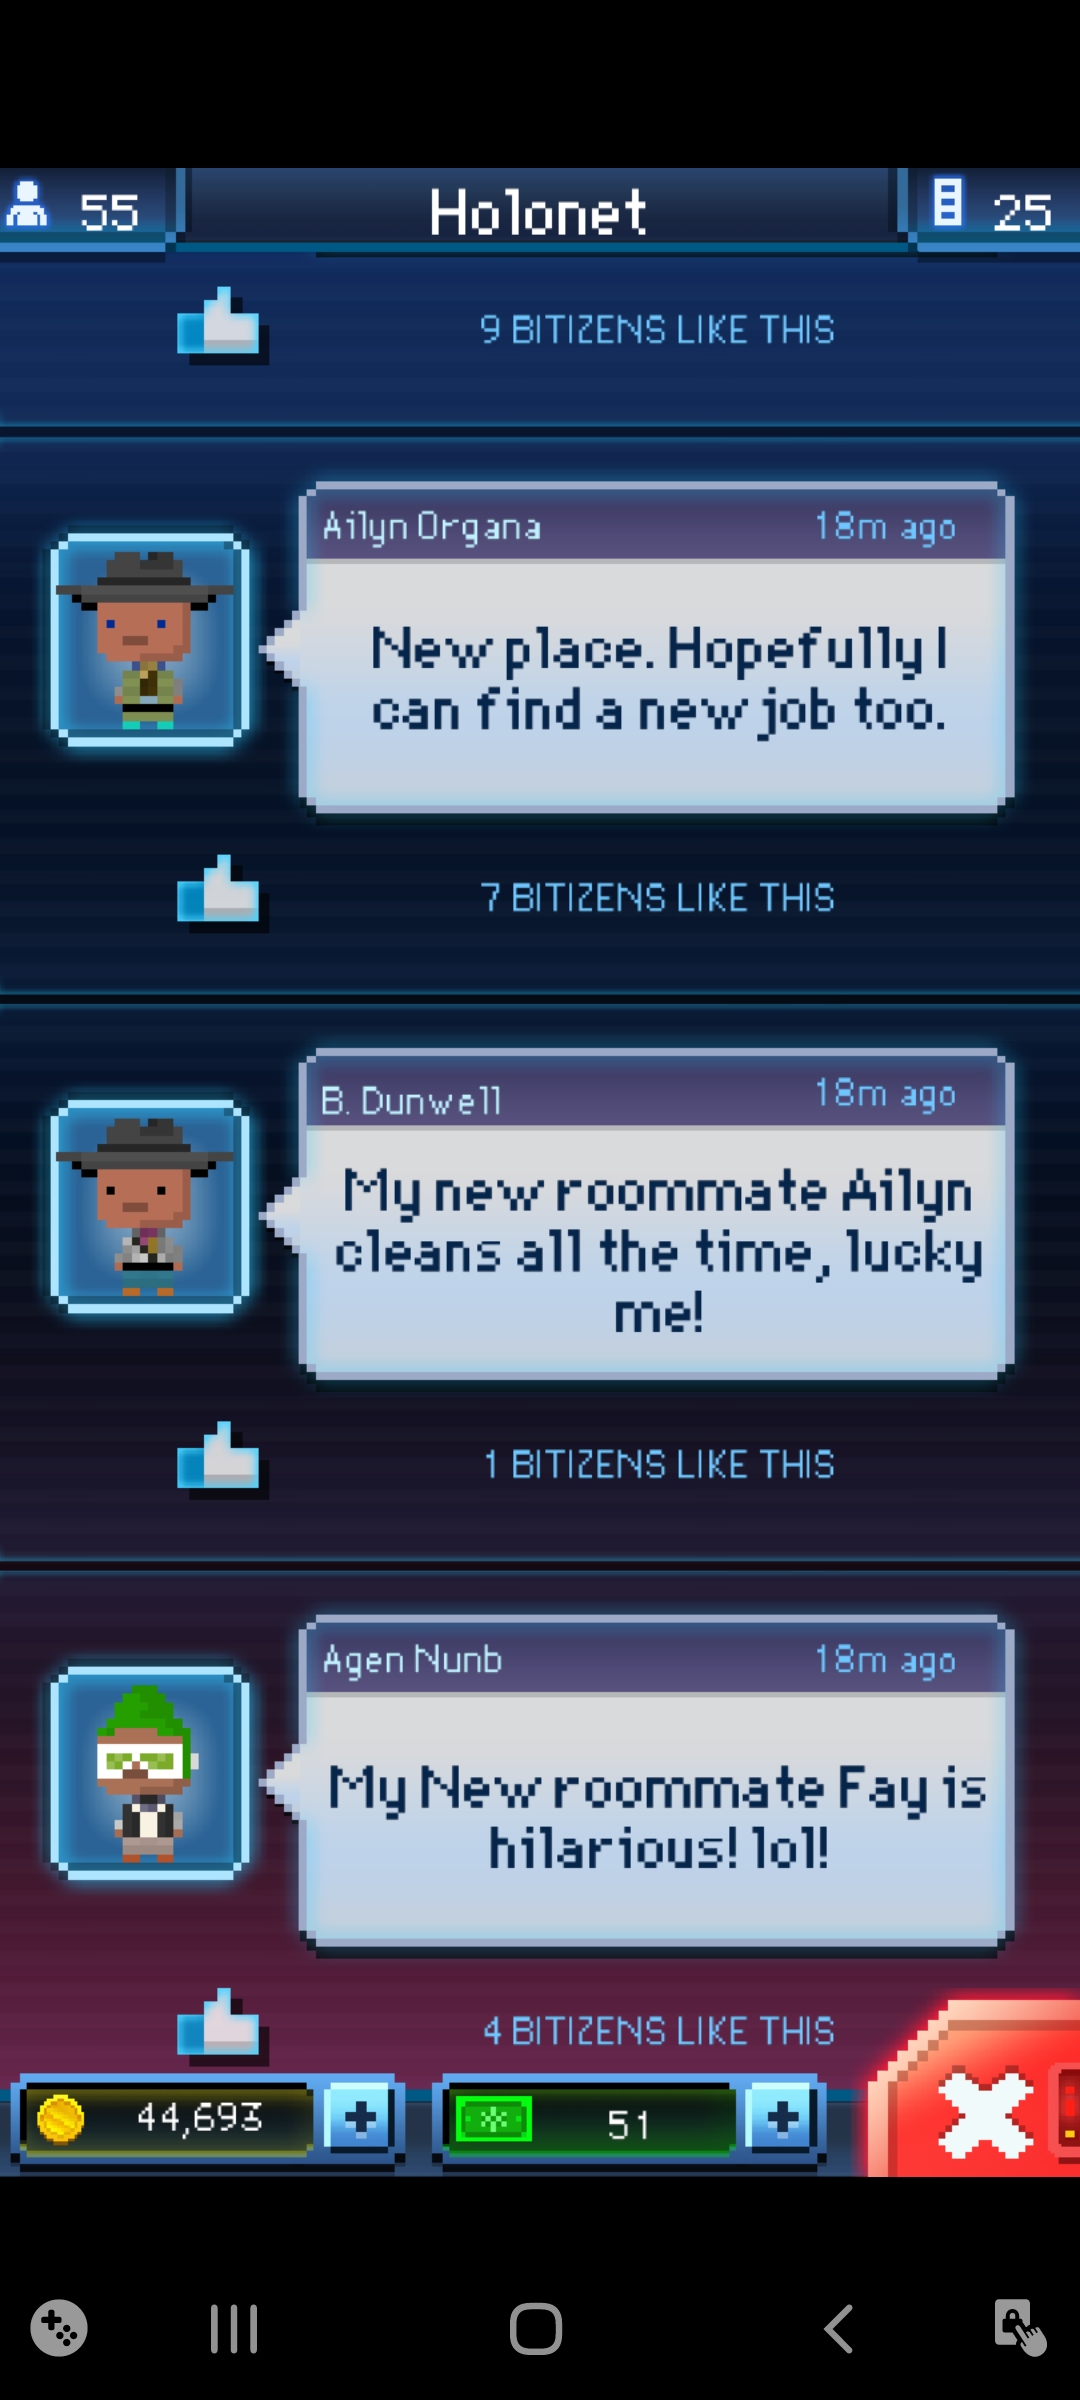 55
Holonet
25
9 BITIZENS LIKE THIS
Ailyn Organa
18m ago
New place. Hopefully I
can find a new job too.
7 BITIZENS LIKE THIS
B. Dunwell
18m ago
My new roommate Ailyn
cleans all the time, lucky
me!
1 BITIZENS LIKE THIS
Agen Nunb
18m ago
My New roommate Fay is
hilarious! lol!
4 BITIZENS LIKE THIS
44,693
51